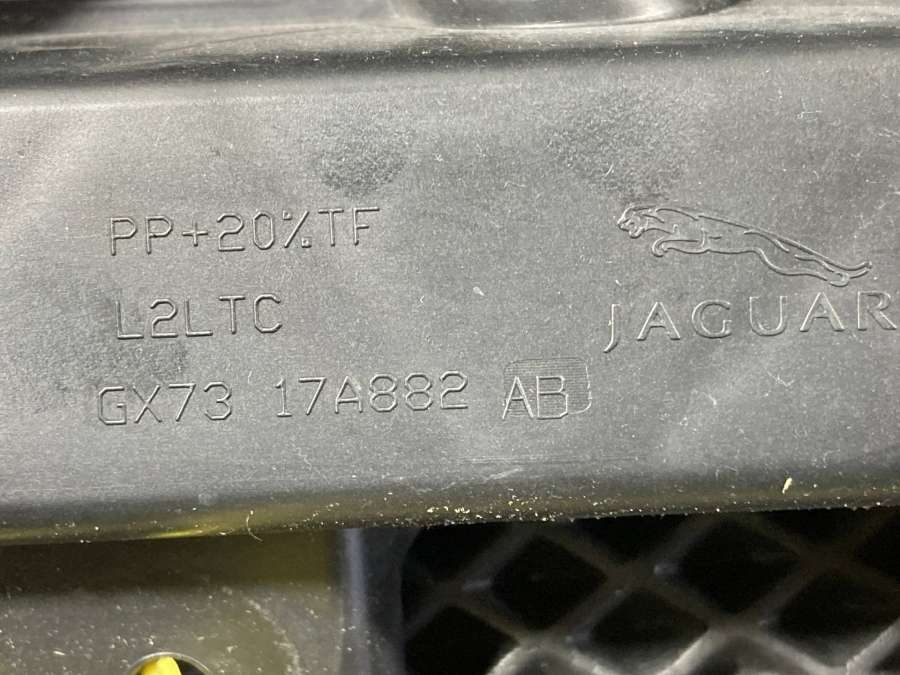 PP+20%TF
L2LTC
GX73 17A882 AB
JAGUAR